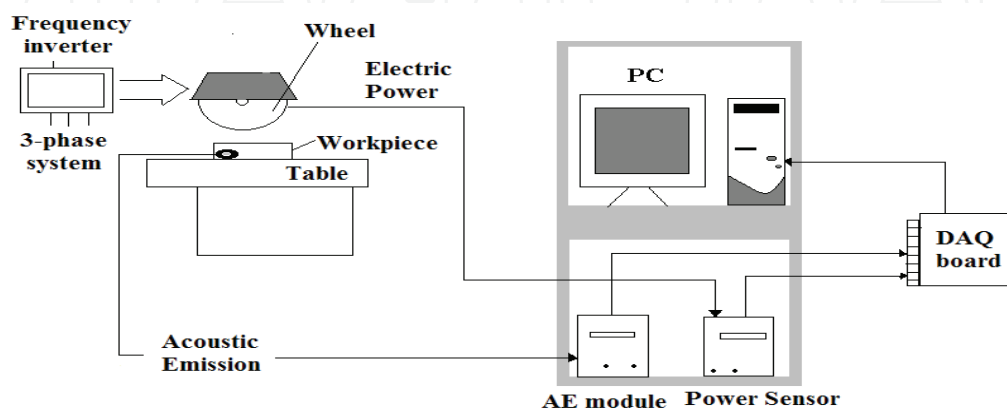 Frequency
inverter
Wheel
Electric
Power
PC
3-phase
system
Workpiece
Table
DAQ
board
Acoustic
Emission
AE module
Power Sensor